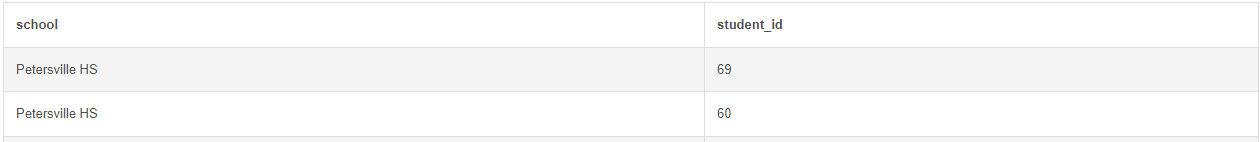 school student_id
Petersville HS 69
Petersville HS 60